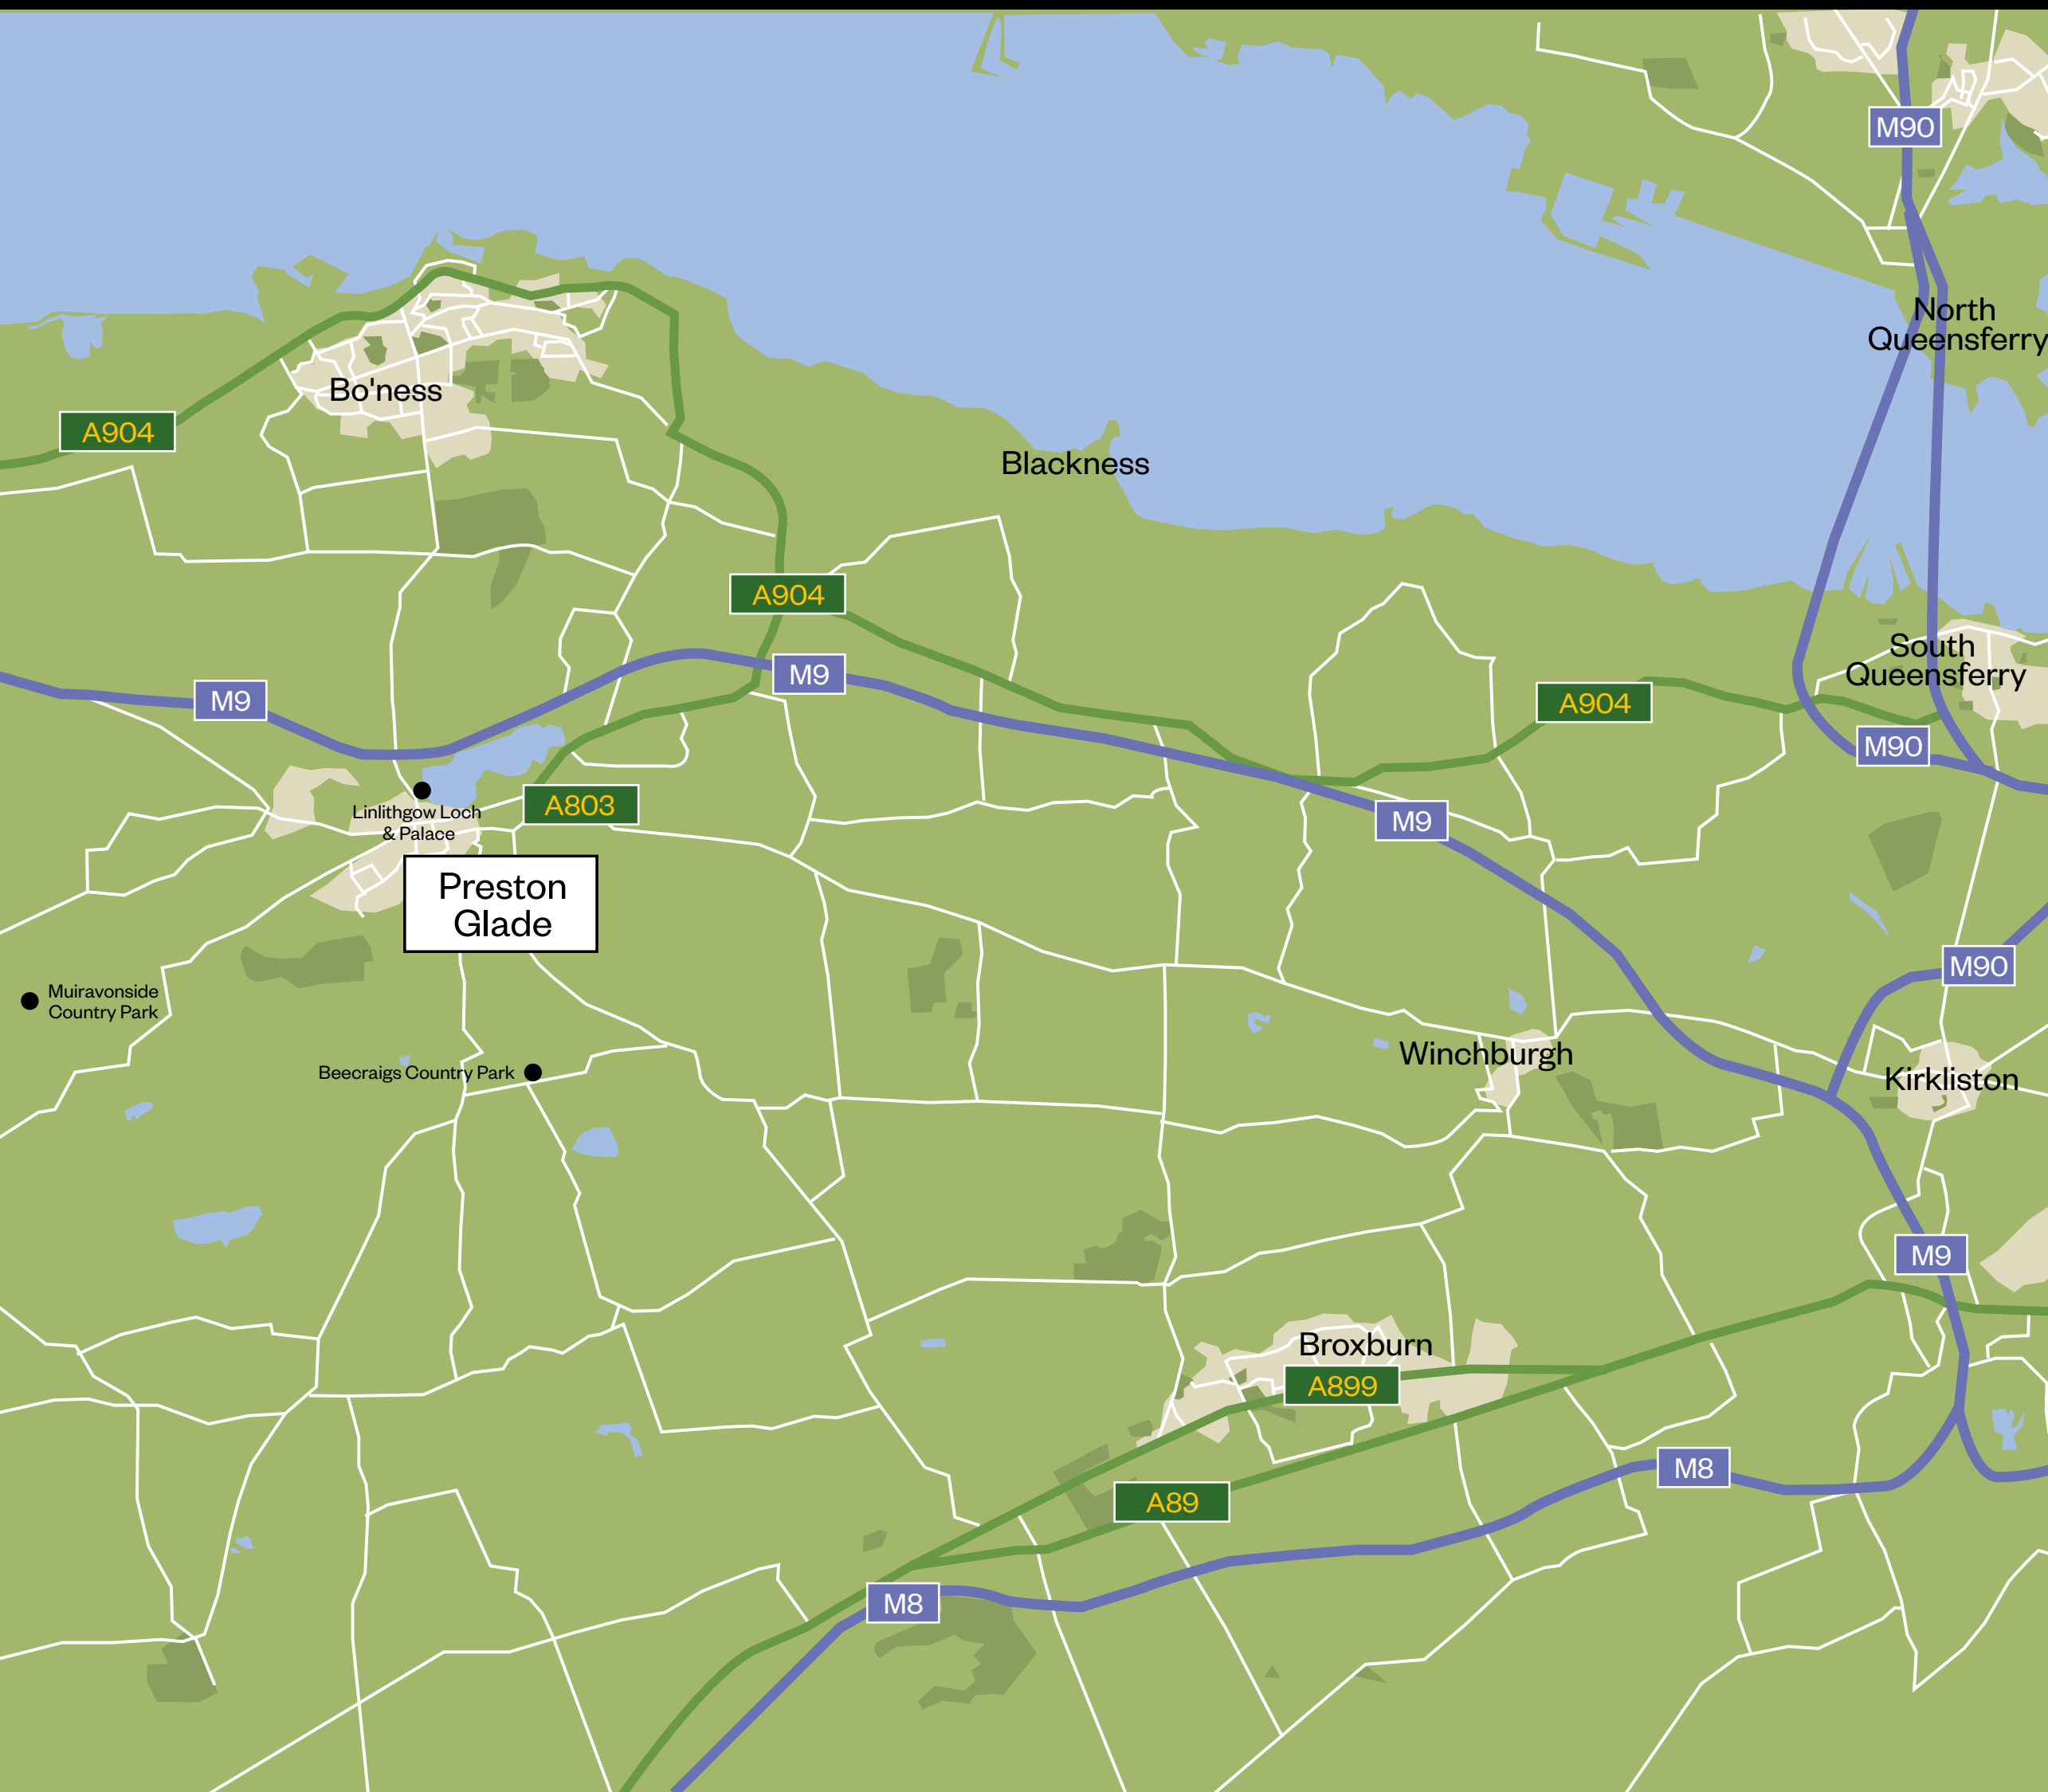 M90
North
Queensferry
Bo'ness
A904
Blackness
A904
South
Queensferry
M9
M9
A904
M90
Linlithgow Loch
& Palace
A803
M9
Preston
Glade
M90
Muiravonside
Country Park
Beecraigs Country Park
Winchburgh
Kirkliston
M9
Broxburn
A899
M8
A89
M8